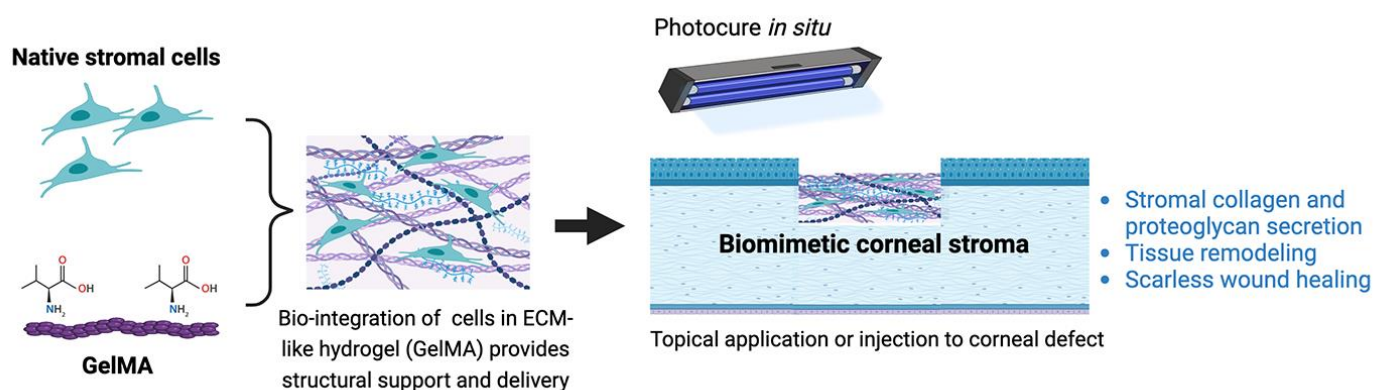 Native stromal cells
O
OH
NH2
O
OH
NH2
GelMA
Bio-integration of cells in ECM-
like hydrogel (GelMA) provides
structural support and delivery
Photocure in situ
Biomimetic corneal stroma
Topical application or injection to corneal defect
• Stromal collagen and
proteoglycan secretion
• Tissue remodeling
• Scarless wound healing